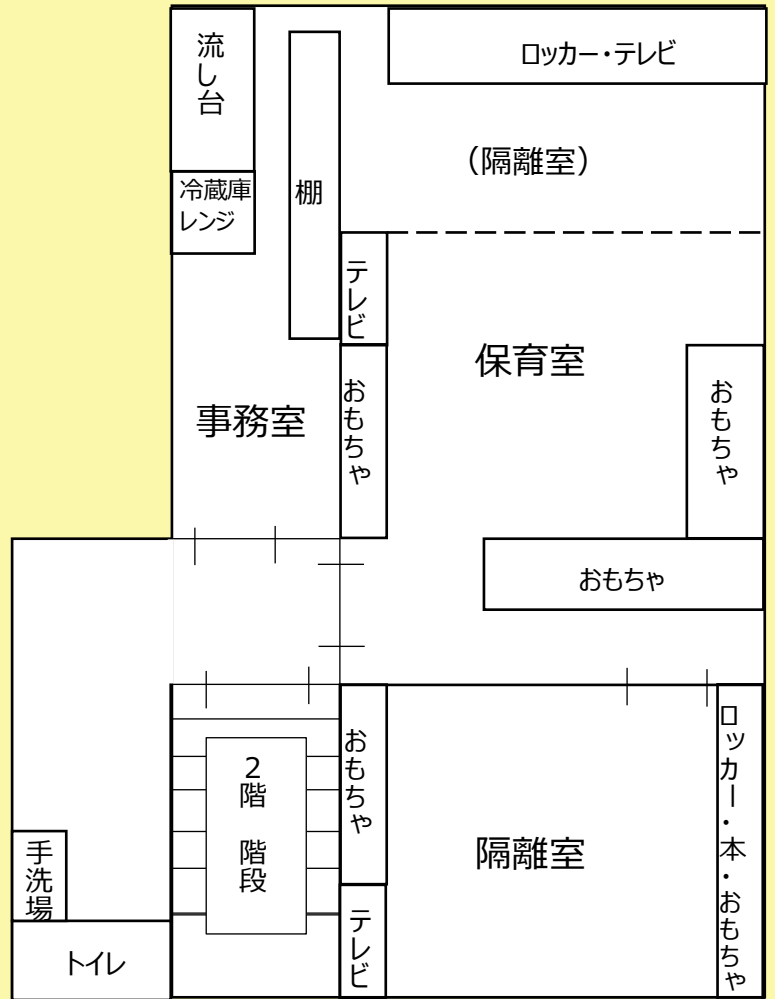 流し台
ロッカー・テレビ
(隔離室)
冷蔵庫
レンジ
棚
テレビ
保育室
おもちゃ
おもちゃ
事務室
おもちゃ
おもちゃ
2階 階段
ロッカー・本・おもちゃ
隔離室
手洗場
テレビ
トイレ